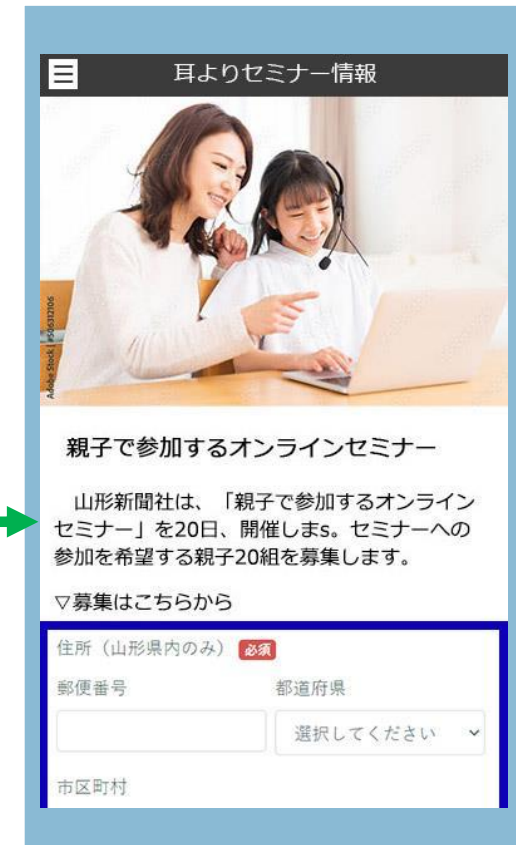 耳よりセミナー情報
Adobe Stock | #506312106
親子で参加するオンラインセミナー
山形新聞社は、「親子で参加するオンライン
セミナー」を20日、開催しまs。セミナーへの
参加を希望する親子20組を募集します。
▽募集はこちらから
住所（山形県内のみ） 必須
郵便番号 都道府県
選択してください
市区町村